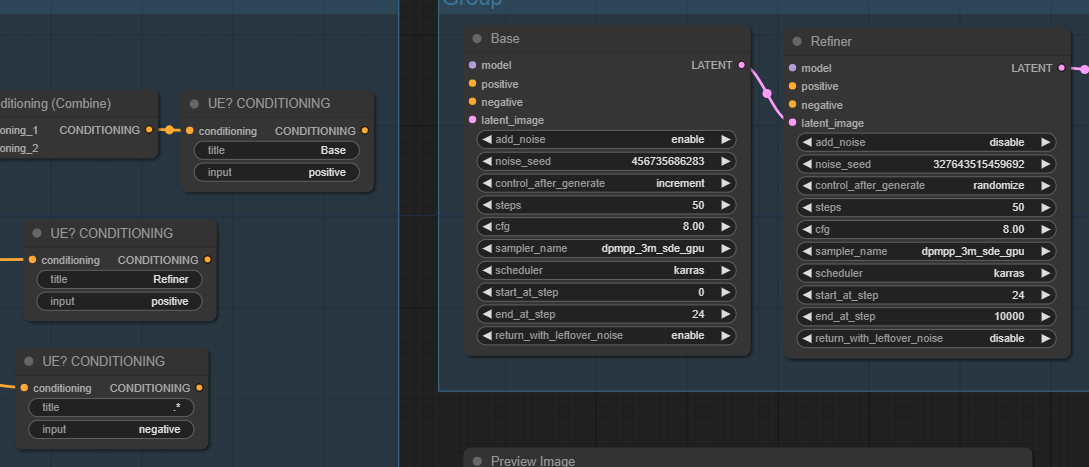 Group
ditioning (Combine)
oning_1
CONDITIONING
oning_2
UE? CONDITIONING
conditioning
CONDITIONING
title
Base
input
positive
UE? CONDITIONING
conditioning
CONDITIONING
title
Refiner
input
positive
UE? CONDITIONING
conditioning
CONDITIONING
title
.*
input
negative
Base
model
LATENT
positive
negative
latent_image
add_noise
enable
noise_seed
456735686283
control_after_generate
increment
steps
50
cfg
8.00
sampler_name
dpmpp_3m_sde_gpu
scheduler
karras
start_at_step
0
end_at_step
24
return_with_leftover_noise
enable
Refiner
model
LATENT
positive
negative
latent_image
add_noise
disable
noise_seed
327643515459692
control_after_generate
randomize
steps
50
cfg
8.00
sampler_name
dpmpp_3m_sde_gpu
scheduler
karras
start_at_step
24
end_at_step
10000
return_with_leftover_noise
disable
Preview Image